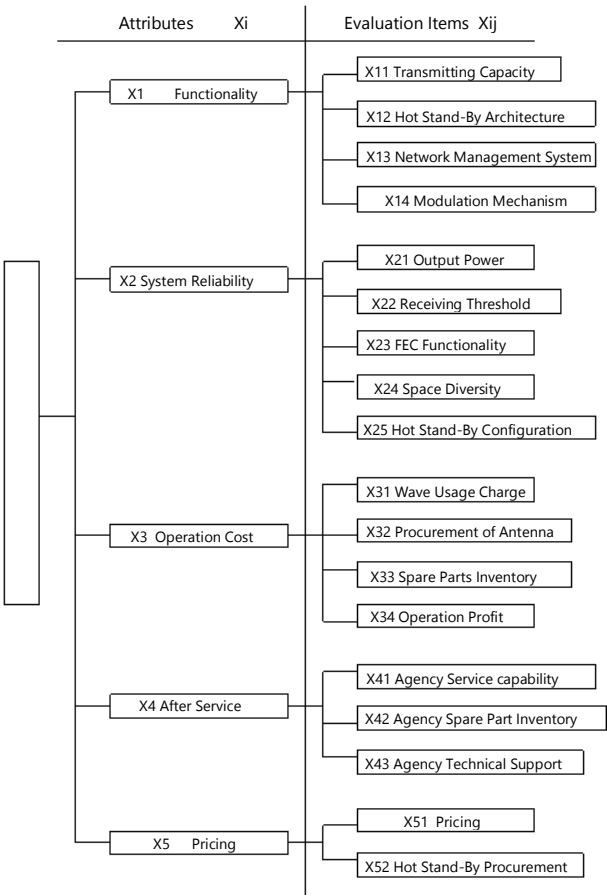 Attributes Xi
Evaluation Items Xij
X1 Functionality
X11 Transmitting Capacity
X12 Hot Stand-By Architecture
X13 Network Management System
X14 Modulation Mechanism
X2 System Reliability
X21 Output Power
X22 Receiving Threshold
X23 FEC Functionality
X24 Space Diversity
X25 Hot Stand-By Configuration
X3 Operation Cost
X31 Wave Usage Charge
X32 Procurement of Antenna
X33 Spare Parts Inventory
X34 Operation Profit
X4 After Service
X41 Agency Service capability
X42 Agency Spare Part Inventory
X43 Agency Technical Support
X5 Pricing
X51 Pricing
X52 Hot Stand-By Procurement